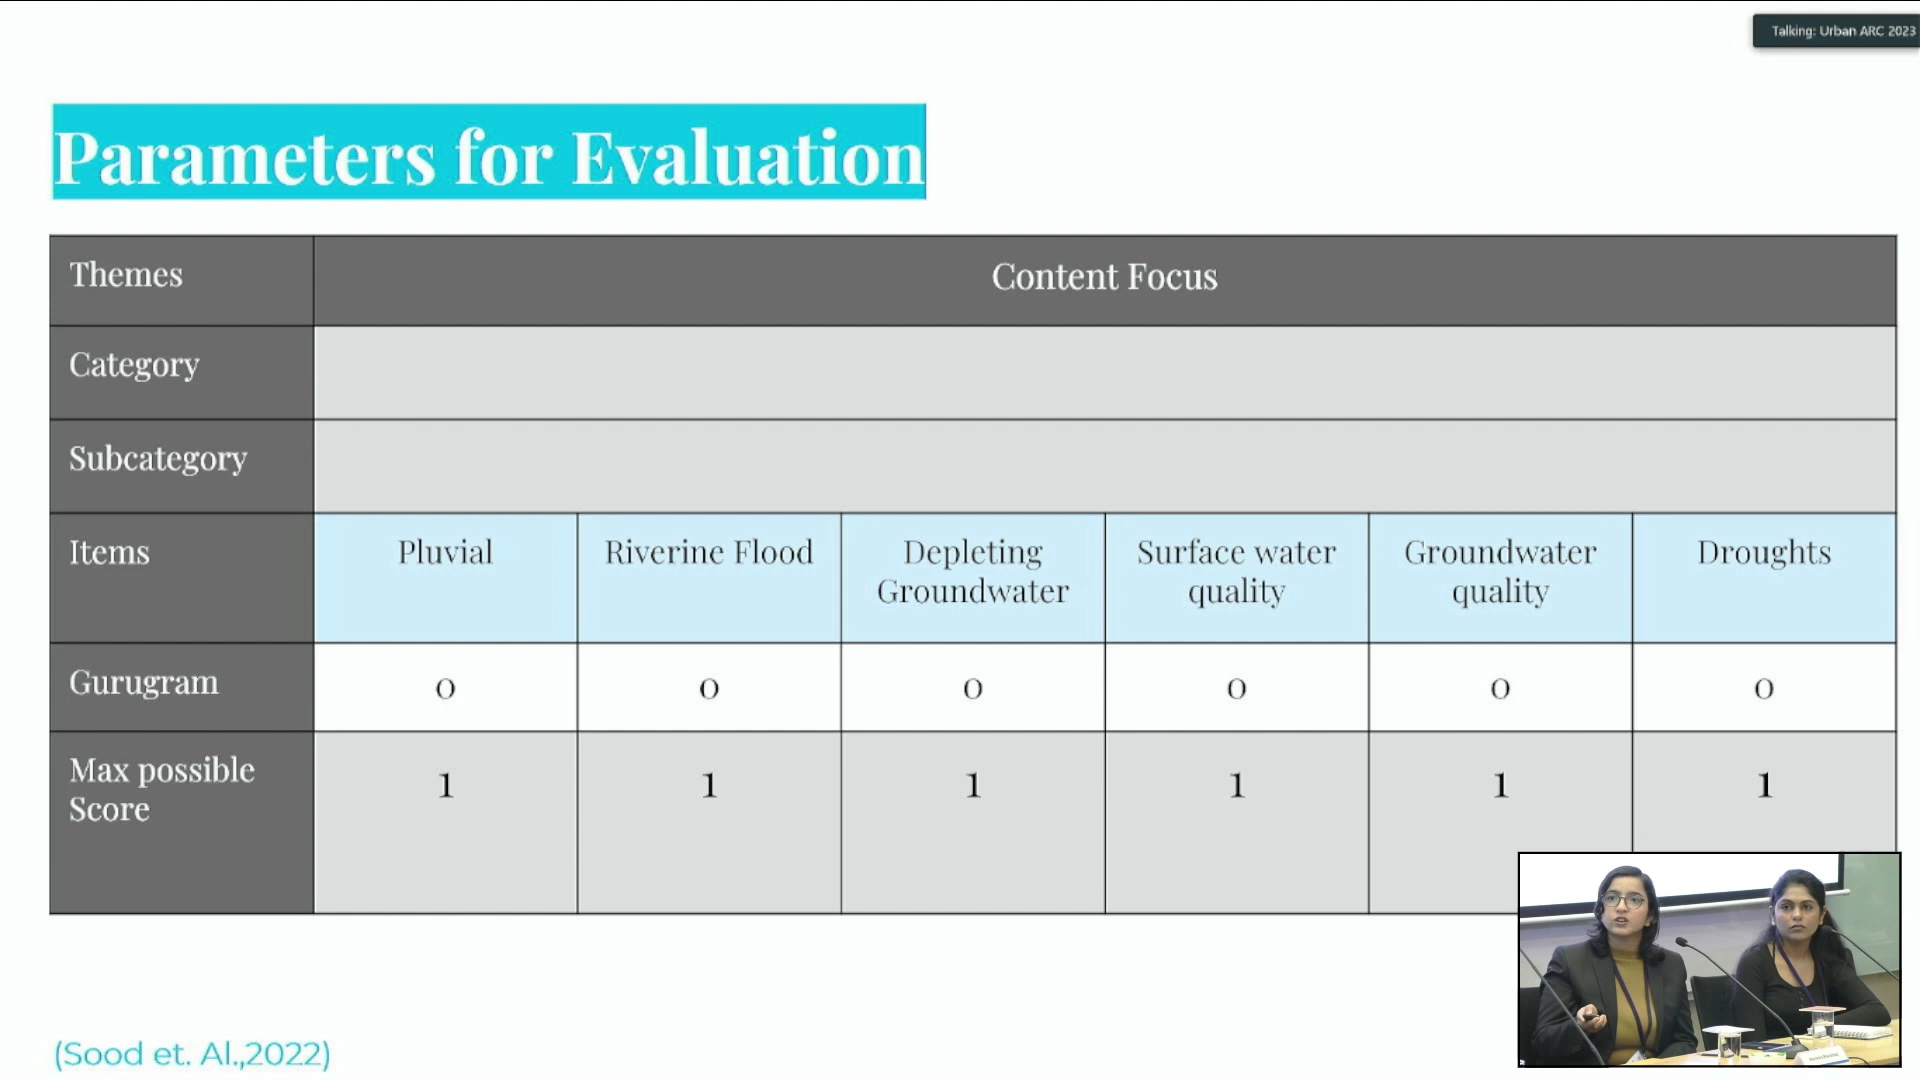 Talking: Urban ARC 2023
Parameters for Evaluation
Themes Content Focus
Category
Subcategory
Items Pluvial Riverine Flood Depleting Groundwater Surface water quality Groundwater quality Droughts
Gurugram 0 0 0 0 0 0
Max possible Score 1 1 1 1 1 1
(Sood et. Al.,2022)